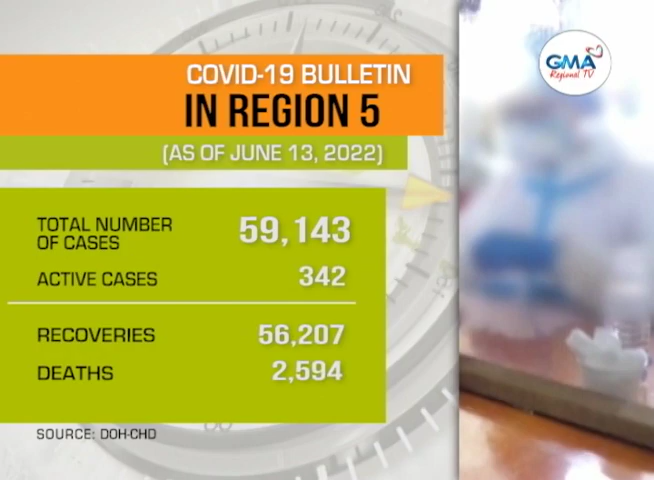 COVID-19 BULLETIN
IN REGION 5
(AS OF JUNE 13, 2022)
GMA
Regional TV
TOTAL NUMBER
OF CASES
59,143
ACTIVE CASES 342
RECOVERIES 56,207
DEATHS 2,594
SOURCE: DOH-CHD